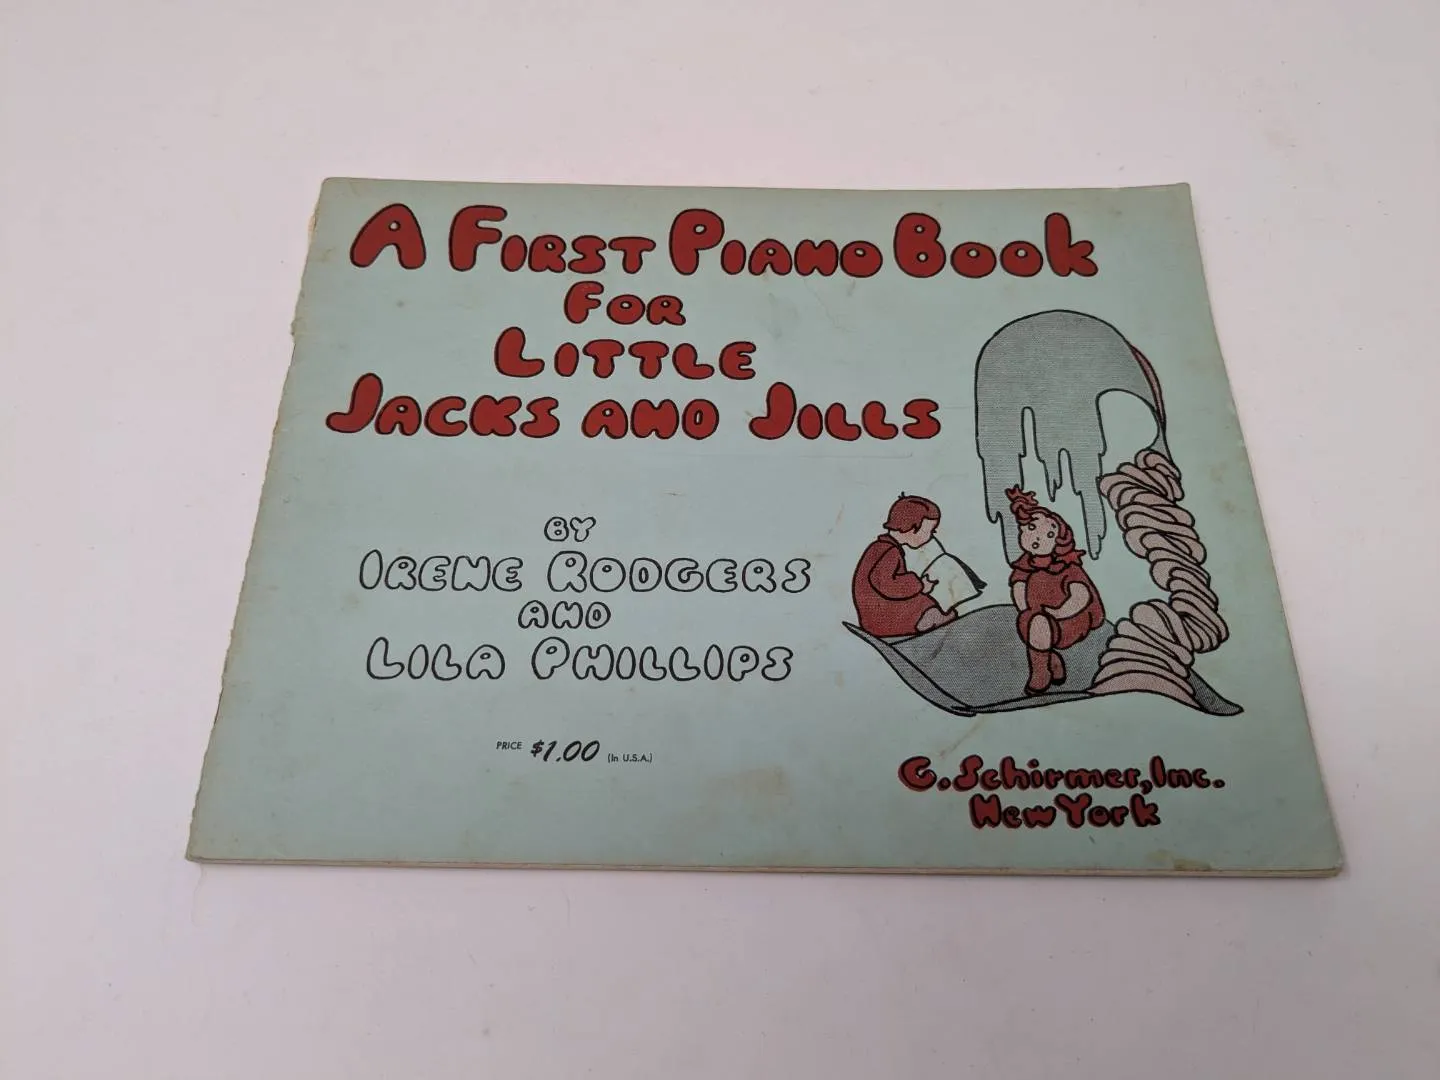 A First Piano Book
for
Little
Jacks and Jills
By
Irene Rodgers
and
Lila Phillips
PRICE $1.00 (In U.S.A.)
G. Schirmer, Inc.
New York